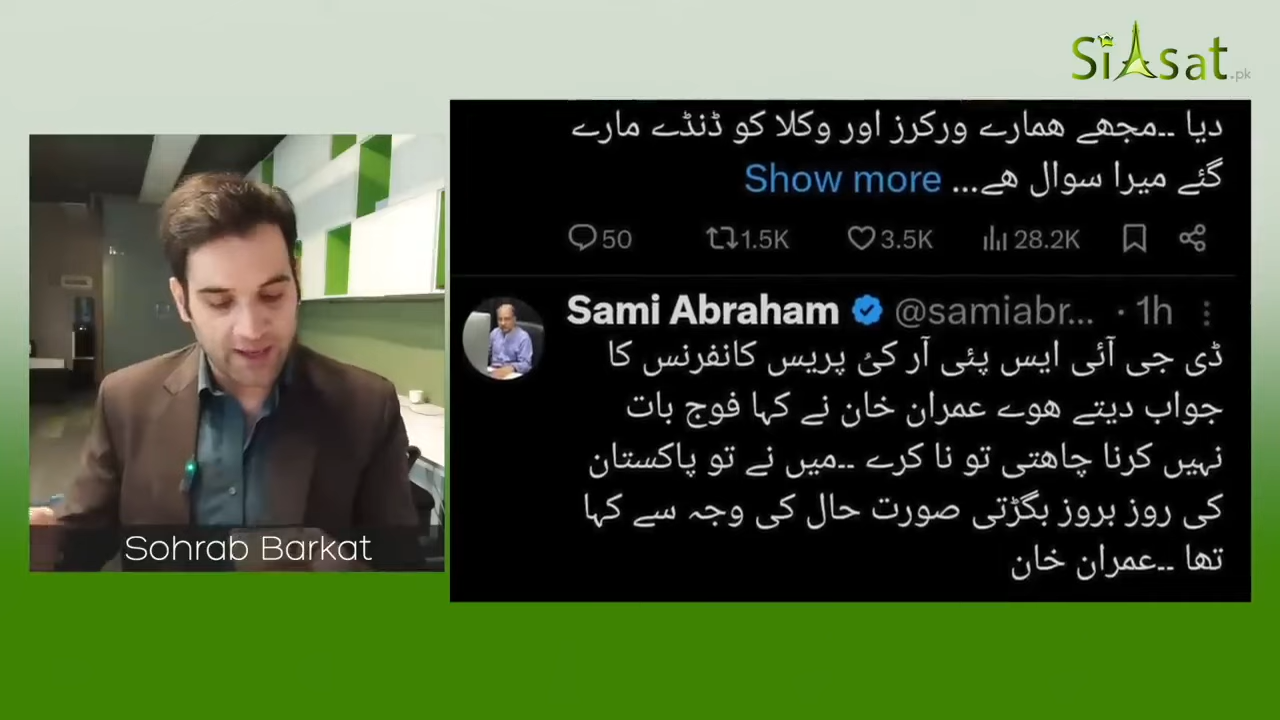 SiAsat.pk
دیا ۔۔مجھے ھمارے ورکرز اور وکلا کو ڈنڈے مارے
گئے میرا سوال ھے... Show more
50 1.5K 3.5K 28.2K
Sami Abraham @samiabr... · 1h
ڈی جی آئی ایس پئی آر کئ پریس کانفرنس کا
جواب دیتے ھوے عمران خان نے کہا فوج بات
نہیں کرنا چاھتی تو نا کرے ۔۔میں نے تو پاکستان
کی روز بروز بگڑتی صورت حال کی وجہ سے کہا
تھا ۔۔عمران خان
Sohrab Barkat